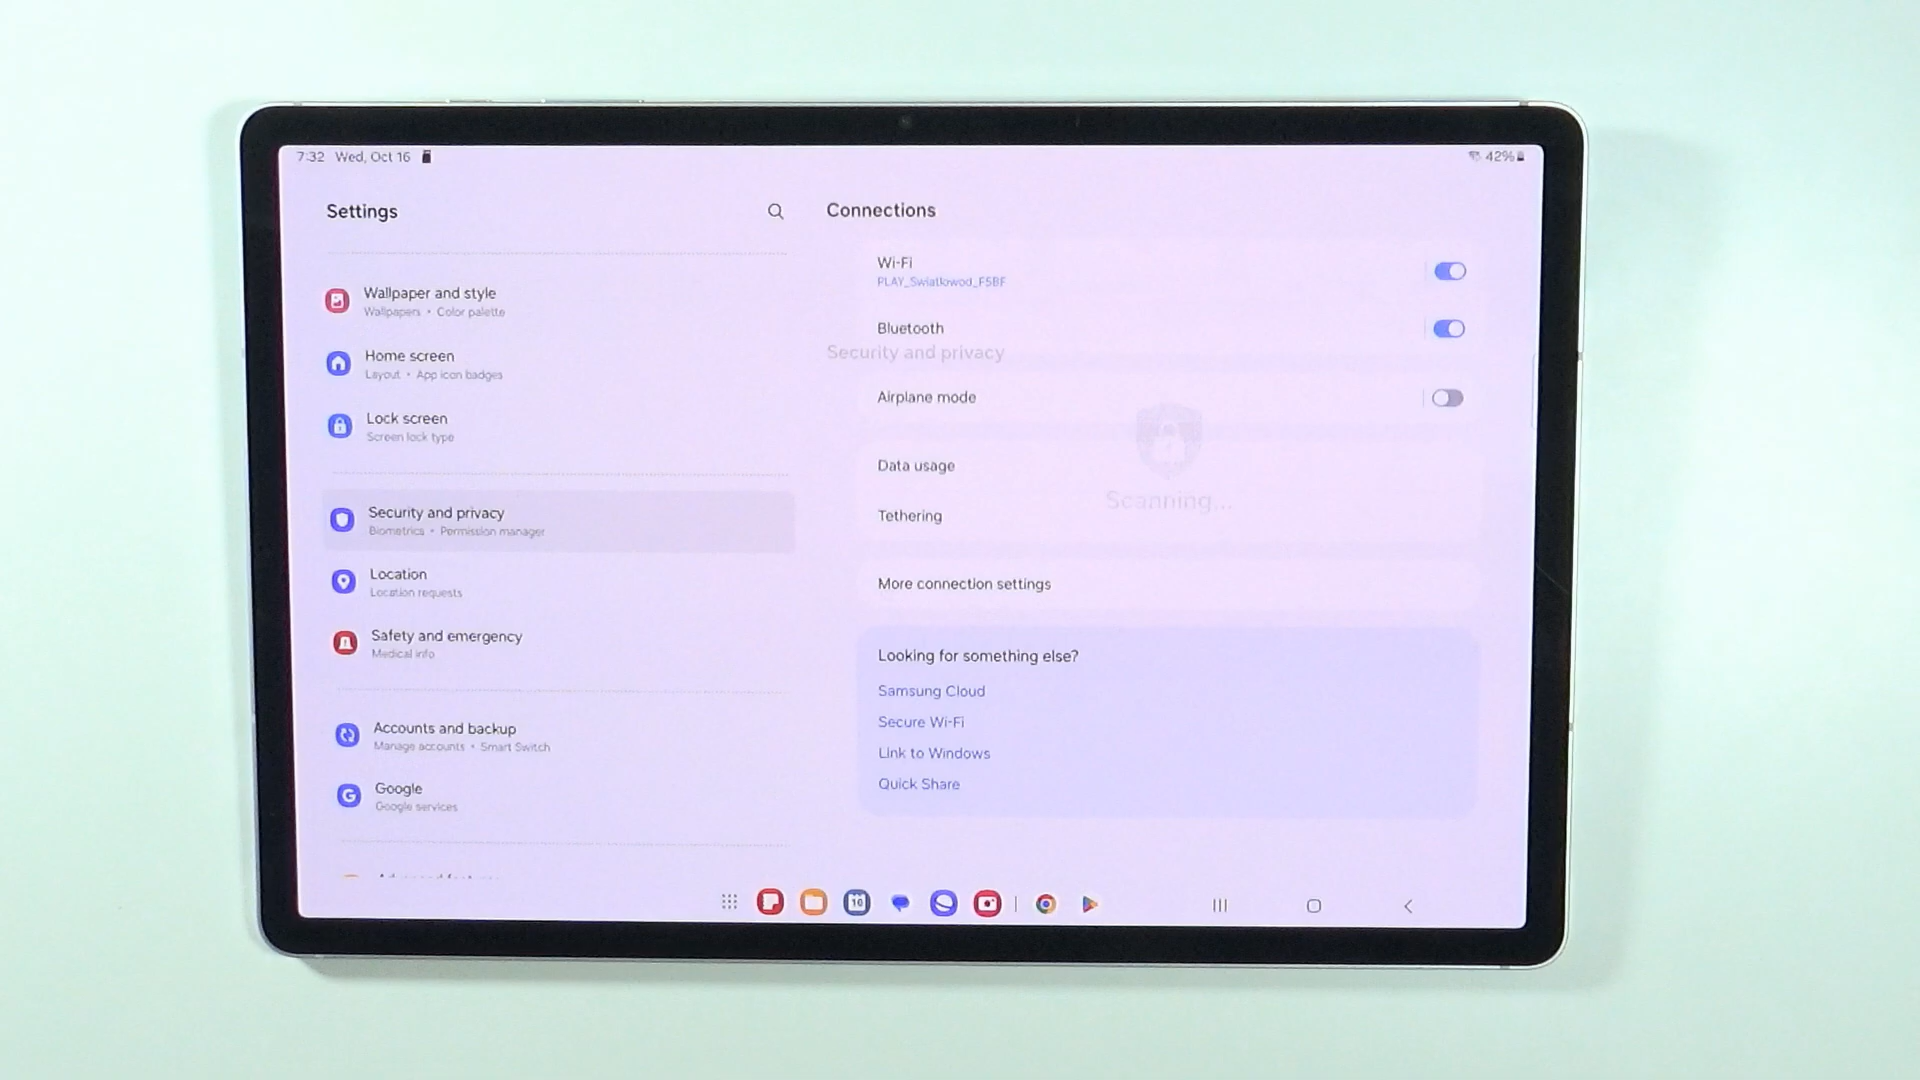 7:32 Wed, Oct 16
42%
Settings
Wallpaper and style
Wallpapers • Color palette
Home screen
Layout • App icon badges
Lock screen
Screen lock type
Security and privacy
Biometrics • Permission manager
Location
Location requests
Safety and emergency
Medical info
Accounts and backup
Manage accounts • Smart Switch
Google
Google services
Connections
Wi-Fi
PLAY_Swiatlowod_F5BF
Bluetooth
Security and privacy
Airplane mode
Data usage
Scanning...
Tethering
More connection settings
Looking for something else?
Samsung Cloud
Secure Wi-Fi
Link to Windows
Quick Share
16